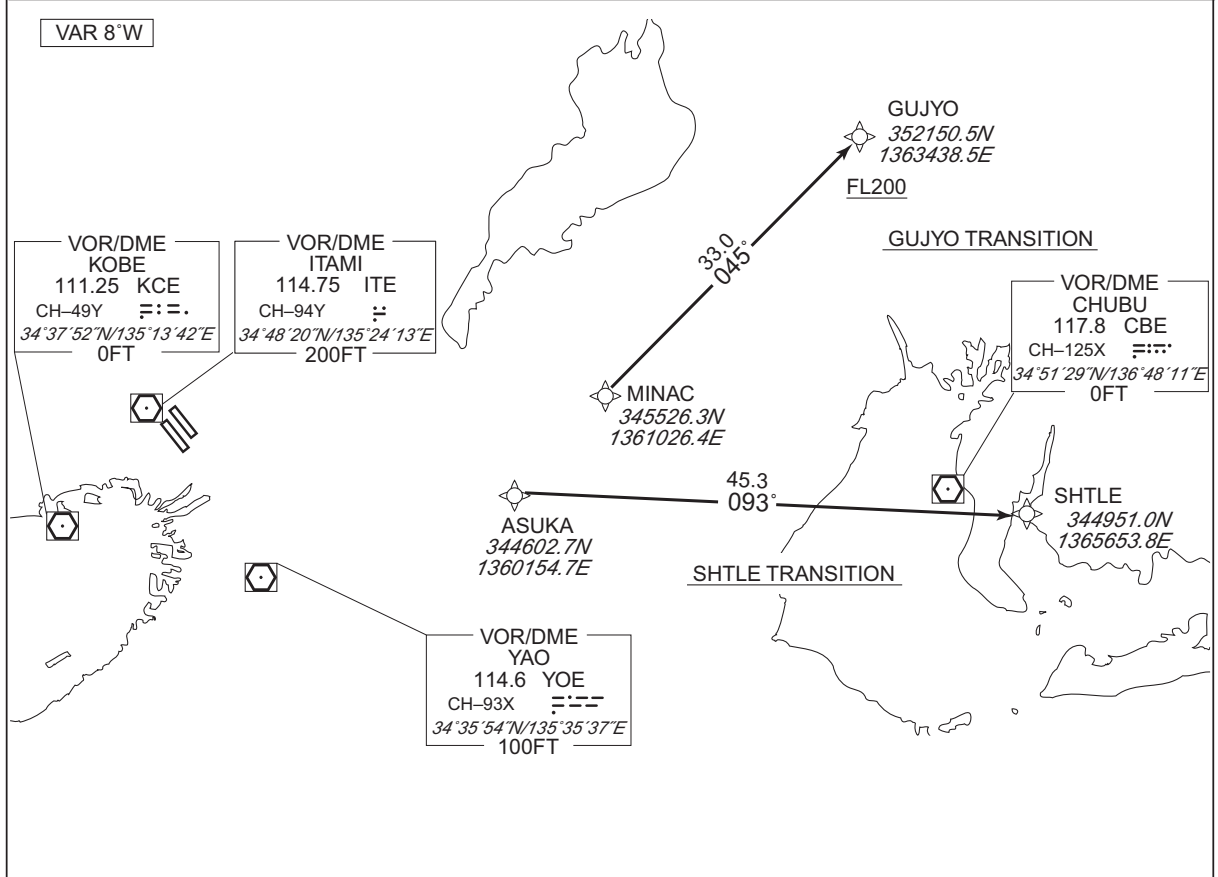 VAR 8˚W
GUJYO
352150.5N
1363438.5E
FL200
33.0
045˚
GUJYO TRANSITION
VOR/DME
KOBE
111.25 KCE
CH–49Y
34˚37´52˝N/135˚13´42˝E
0FT
VOR/DME
ITAMI
114.75 ITE
CH–94Y
34˚48´20˝N/135˚24´13˝E
200FT
VOR/DME
CHUBU
117.8 CBE
CH–125X
34˚51´29˝N/136˚48´11˝E
0FT
MINAC
345526.3N
1361026.4E
45.3
093˚
ASUKA
344602.7N
1360154.7E
SHTLE
344951.0N
1365653.8E
SHTLE TRANSITION
VOR/DME
YAO
114.6 YOE
CH–93X
34˚35´54˝N/135˚35´37˝E
100FT